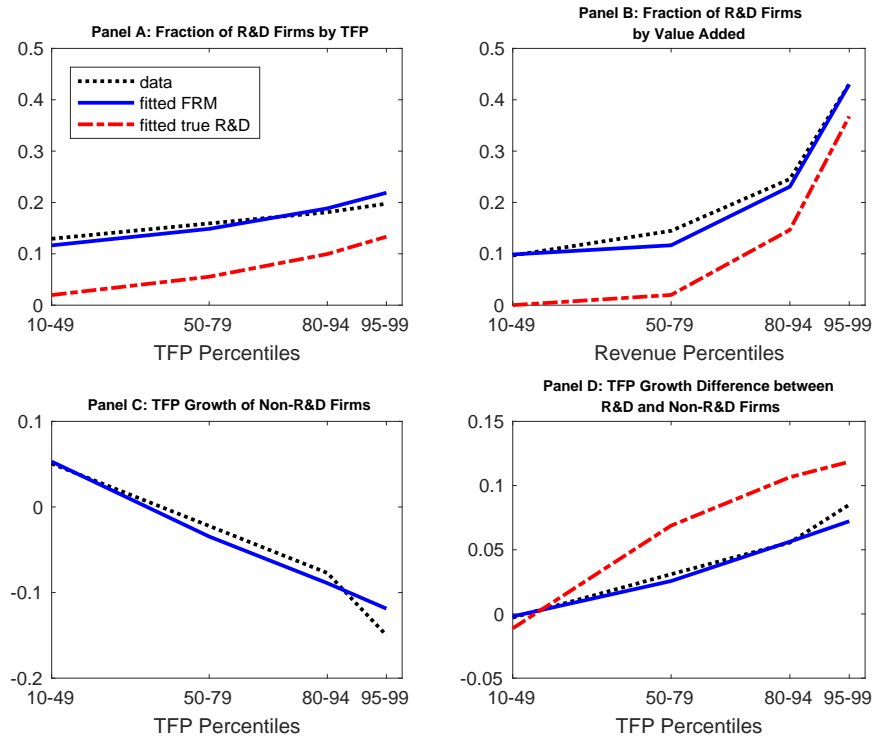 Panel A: Fraction of R&D Firms by TFP
0.5
0.4
0.3
0.2
0.1
0
data
fitted FRM
fitted true R&D
10-49 50-79 80-94 95-99
TFP Percentiles
Panel B: Fraction of R&D Firms
by Value Added
0.5
0.4
0.3
0.2
0.1
0
10-49 50-79 80-94 95-99
Revenue Percentiles
Panel C: TFP Growth of Non-R&D Firms
0.1
0
-0.1
-0.2
10-49 50-79 80-94 95-99
TFP Percentiles
Panel D: TFP Growth Difference between
R&D and Non-R&D Firms
0.15
0.1
0.05
0
-0.05
10-49 50-79 80-94 95-99
TFP Percentiles